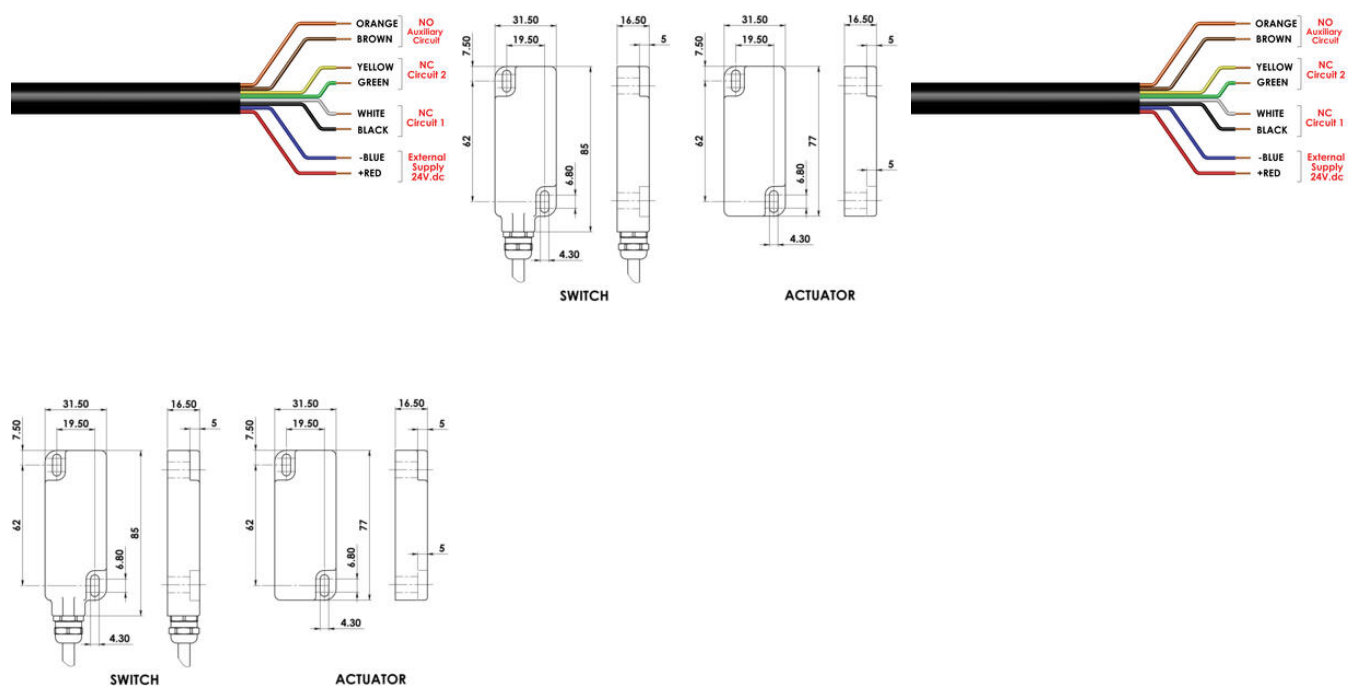 ORANGE
BROWN
NO
Auxiliary
Circuit
YELLOW
GREEN
NC
Circuit 2
WHITE
BLACK
NC
Circuit 1
-BLUE
+RED
External
Supply
24V.dc
31.50
19.50
7.50
62
85
6.80
4.30
16.50
5
SWITCH
31.50
19.50
7.50
62
77
6.80
4.30
16.50
5
5
ACTUATOR
ORANGE
BROWN
NO
Auxiliary
Circuit
YELLOW
GREEN
NC
Circuit 2
WHITE
BLACK
NC
Circuit 1
-BLUE
+RED
External
Supply
24V.dc
31.50
19.50
7.50
62
85
6.80
4.30
16.50
5
SWITCH
31.50
19.50
7.50
62
77
6.80
4.30
16.50
5
5
ACTUATOR